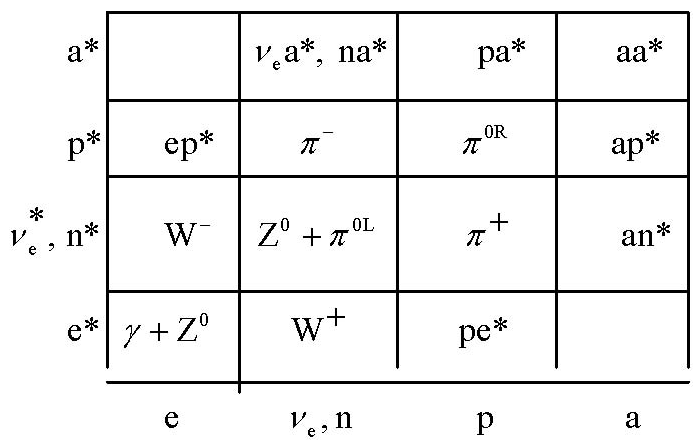 a* νₑa*, na* pa* aa*
p* ep* π⁻ π⁰ᴿ ap*
νₑ*, n* W⁻ Z⁰ + π⁰ᴸ π⁺ an*
e* γ + Z⁰ W⁺ pe*
e νₑ, n p a